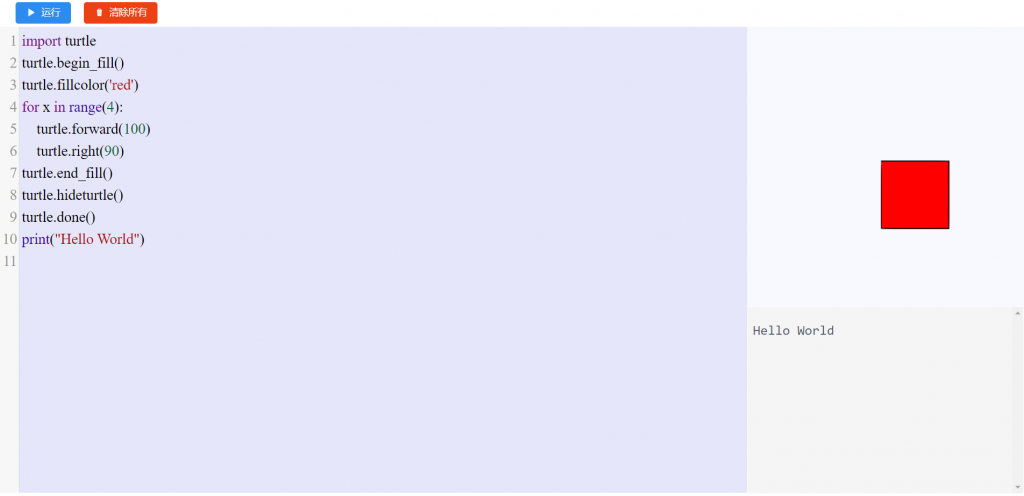 运行 清除所有
1 import turtle
2 turtle.begin_fill()
3 turtle.fillcolor('red')
4 for x in range(4):
5     turtle.forward(100)
6     turtle.right(90)
7 turtle.end_fill()
8 turtle.hideturtle()
9 turtle.done()
10 print("Hello World")
11
Hello World